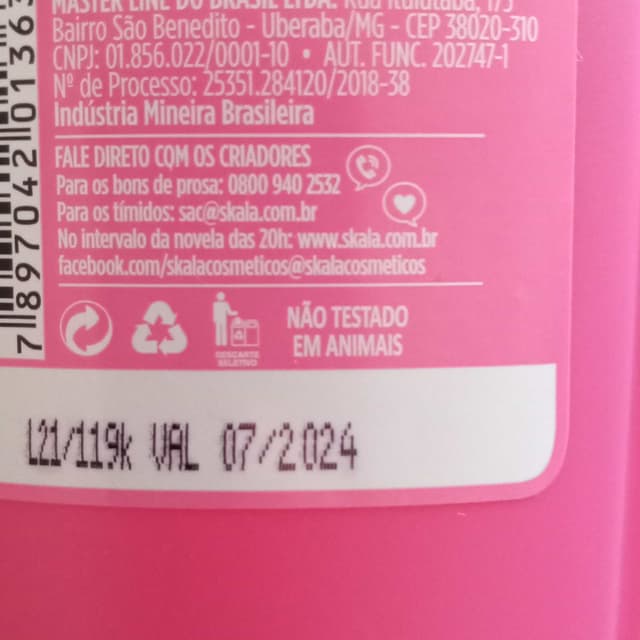 MASTER LINE DO BRASIL LTDA. Rua Ituiutaba, 175
Bairro São Benedito - Uberaba/MG - CEP 38020-310
CNPJ: 01.856.022/0001-10 • AUT. FUNC. 202747-1
Nº de Processo: 25351.284120/2018-38
Indústria Mineira Brasileira
FALE DIRETO COM OS CRIADORES
Para os bons de prosa: 0800 940 2532
Para os tímidos: sac@skala.com.br
No intervalo da novela das 20h: www.skala.com.br
facebook.com/skalacosmeticos@skalacosmeticos
DESCARTE
SELETIVO
NÃO TESTADO
EM ANIMAIS
7 897042 01363
L21/119k VAL 07/2024